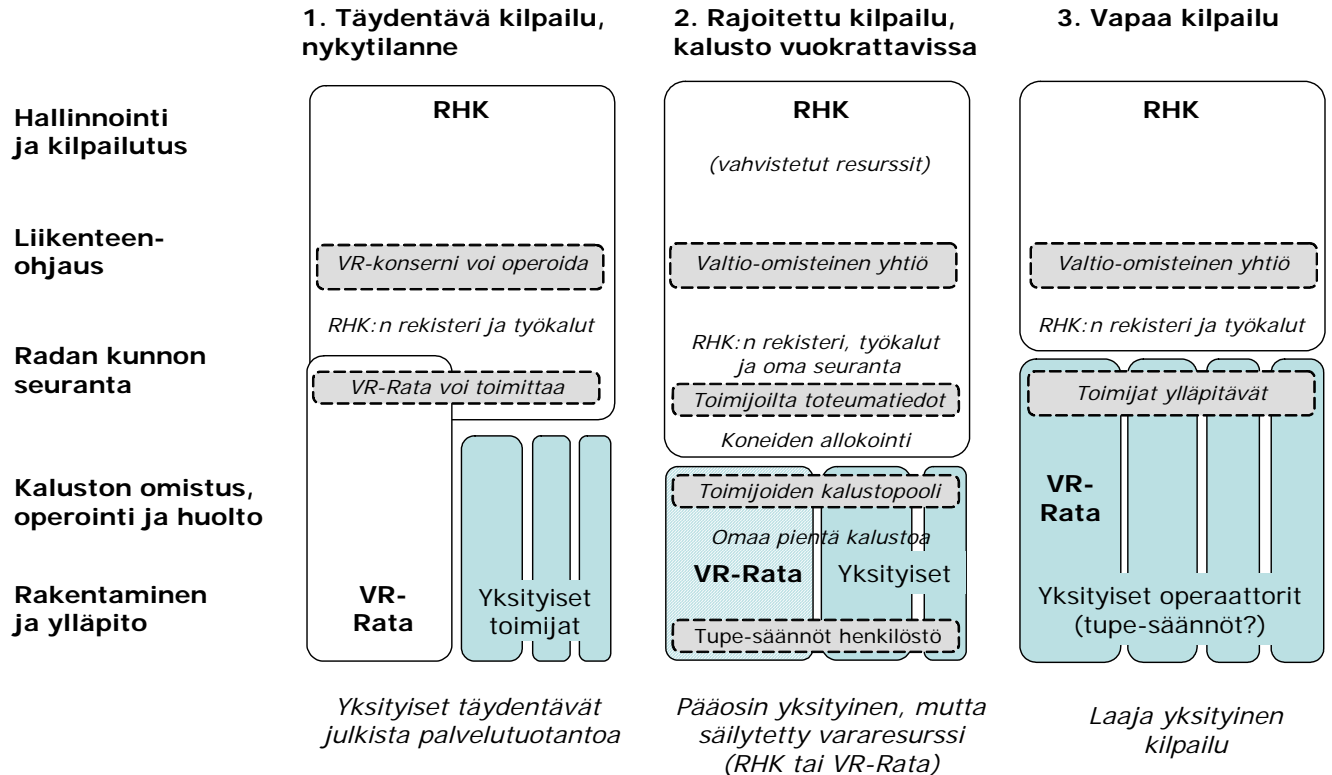 1. Täydentävä kilpailu,
nykytilanne
2. Rajoitettu kilpailu,
kalusto vuokrattavissa
3. Vapaa kilpailu
Hallinnointi
ja kilpailutus
RHK
RHK
(vahvistetut resurssit)
RHK
Liikenteen-
ohjaus
VR-konserni voi operoida
Valtio-omisteinen yhtiö
Valtio-omisteinen yhtiö
RHK:n rekisteri ja työkalut
RHK:n rekisteri, työkalut
ja oma seuranta
RHK:n rekisteri ja työkalut
Radan kunnon
seuranta
VR-Rata voi toimittaa
Toimijoilta toteumatiedot
Toimijat ylläpitävät
Koneiden allokointi
Kaluston omistus,
operointi ja huolto
Toimijoiden kalustopooli
Omaa pientä kalustoa
VR-
Rata
Rakentaminen
ja ylläpito
VR-
Rata
Yksityiset
toimijat
VR-Rata
Yksityiset
Tupe-säännöt henkilöstö
Yksityiset operaattorit
(tupe-säännöt?)
Yksityiset täydentävät
julkista palvelutuotantoa
Pääosin yksityinen, mutta
säilytetty vararesurssi
(RHK tai VR-Rata)
Laaja yksityinen
kilpailu